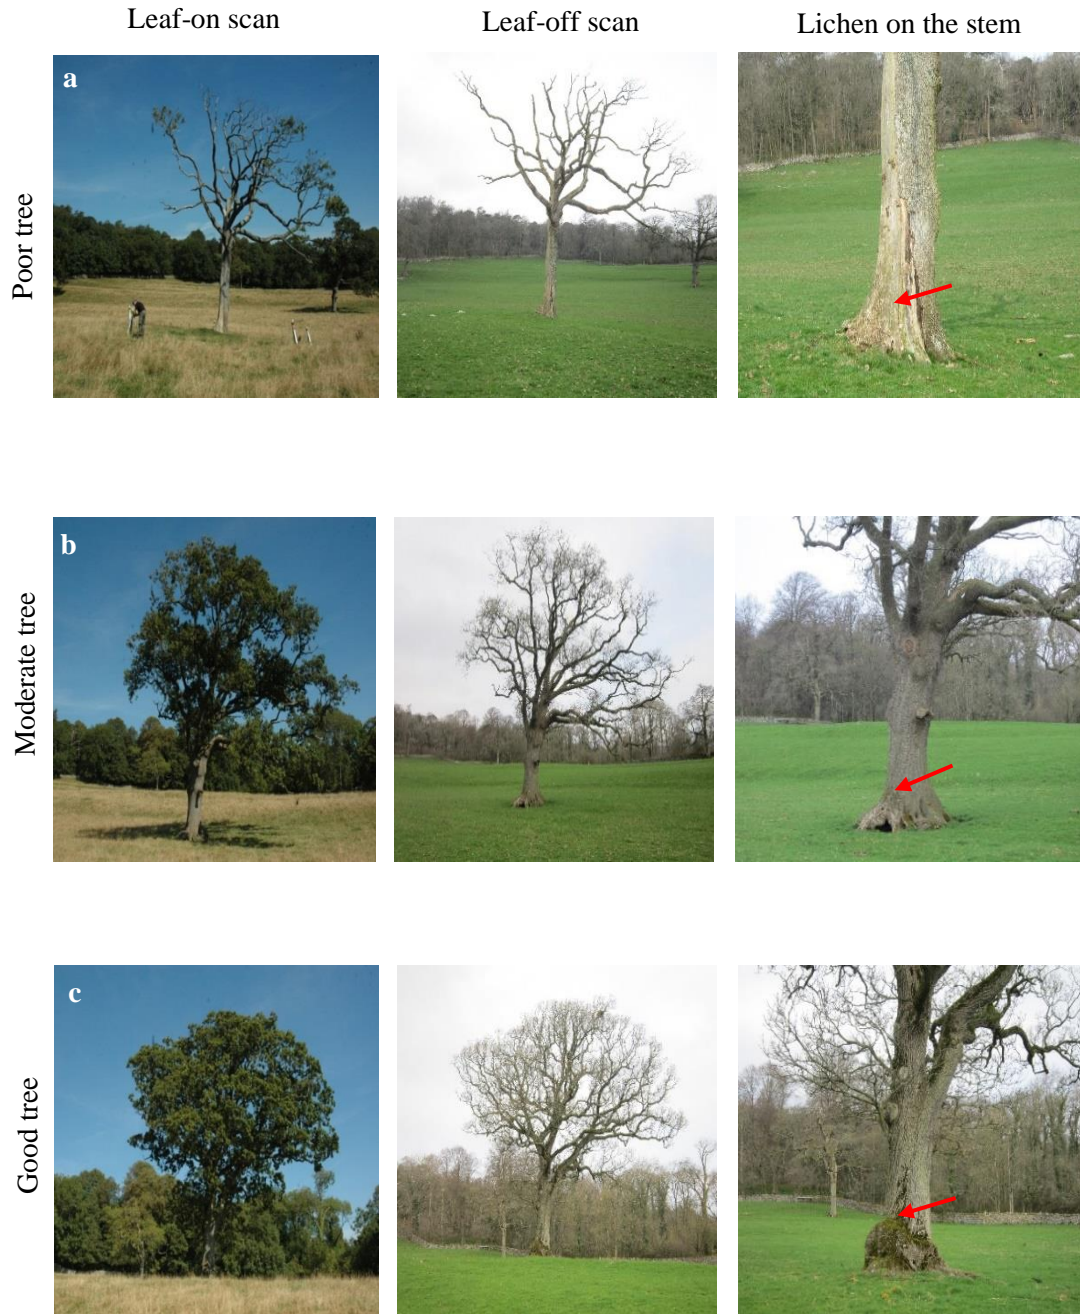 Leaf-on scan
Leaf-off scan
Lichen on the stem
a
Poor tree
b
Moderate tree
c
Good tree